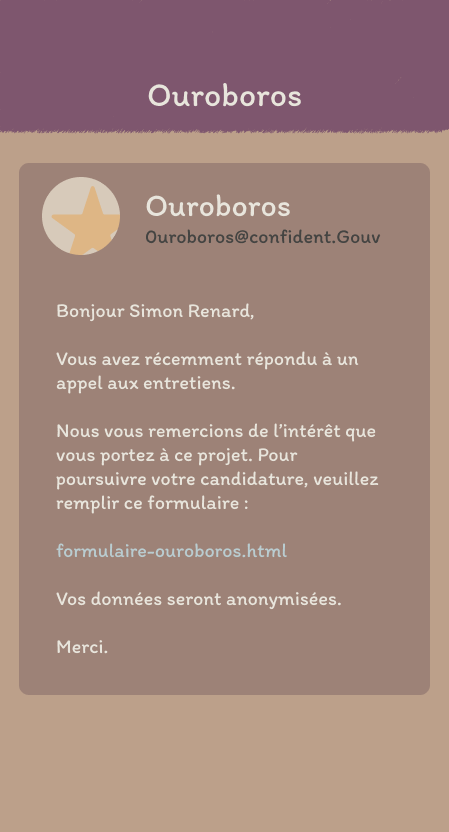 Ouroboros
Ouroboros
Ouroboros@confident.Gouv
Bonjour Simon Renard,
Vous avez récemment répondu à un
appel aux entretiens.
Nous vous remercions de l'intérêt que
vous portez à ce projet. Pour
poursuivre votre candidature, veuillez
remplir ce formulaire :
formulaire-ouroboros.html
Vos données seront anonymisées.
Merci.